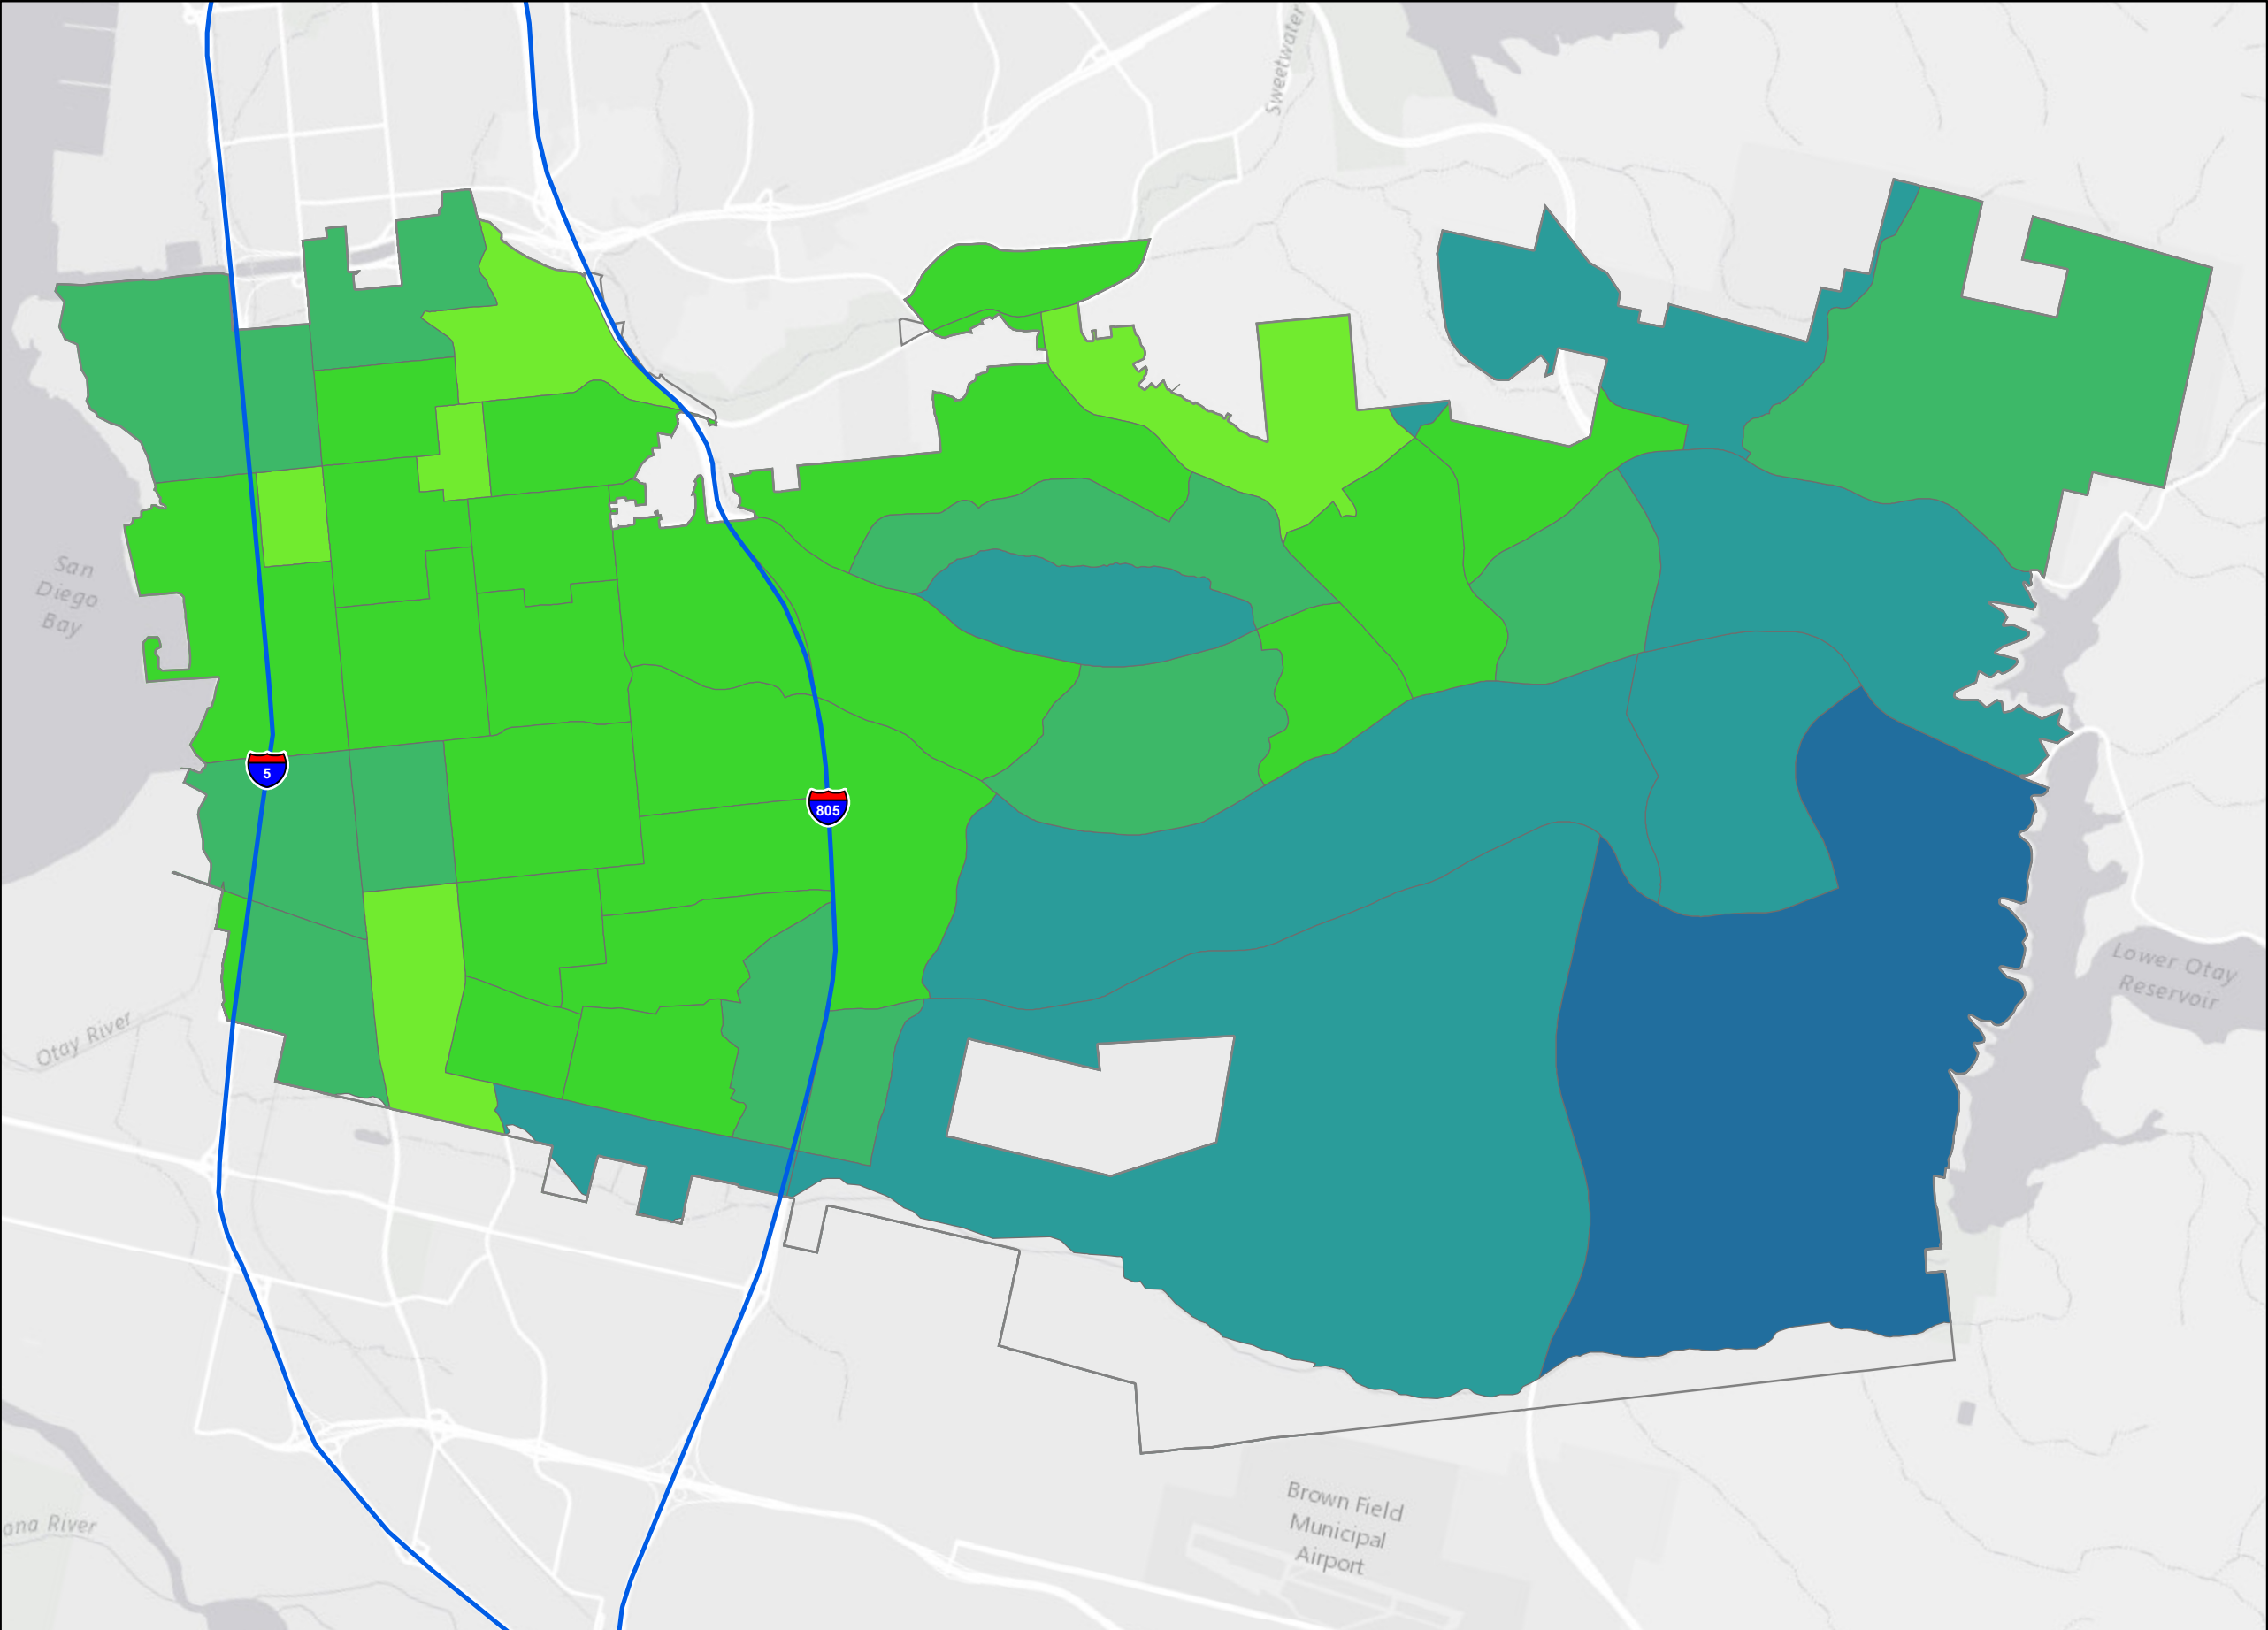 Sweetwater
San
Diego
Bay
5
805
Lower Otay
Reservoir
Otay River
Brown Field
Municipal
Airport
ana River